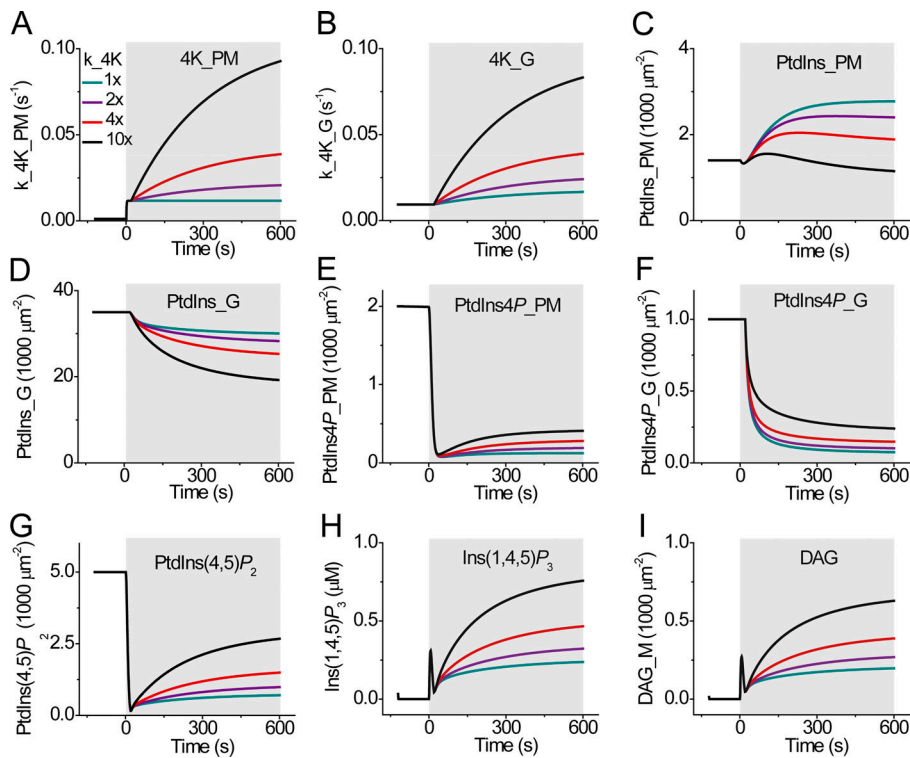 A
k_4K
1x
2x
4x
10x
4K_PM
k_4K_PM (s-1)
0.10
0.05
0.00
0 300 600
Time (s)
B
4K_G
k_4K_G (s-1)
0.10
0.05
0.00
0 300 600
Time (s)
C
PtdIns_PM
PtdIns_PM (1000 μm-2)
4
2
0
0 300 600
Time (s)
D
PtdIns_G
PtdIns_G (1000 μm-2)
35
20
0
0 300 600
Time (s)
E
PtdIns4P_PM
PtdIns4P_PM (1000 μm-2)
2
1
0
0 300 600
Time (s)
F
PtdIns4P_G
PtdIns4P_G (1000 μm-2)
1.0
0.5
0.0
0 300 600
Time (s)
G
PtdIns(4,5)P2
PtdIns(4,5)P2 (1000 μm-2)
5.0
2.5
0.0
0 300 600
Time (s)
H
Ins(1,4,5)P3
Ins(1,4,5)P3 (μM)
1.0
0.5
0.0
0 300 600
Time (s)
I
DAG
DAG_M (1000 μm-2)
1.0
0.5
0.0
0 300 600
Time (s)